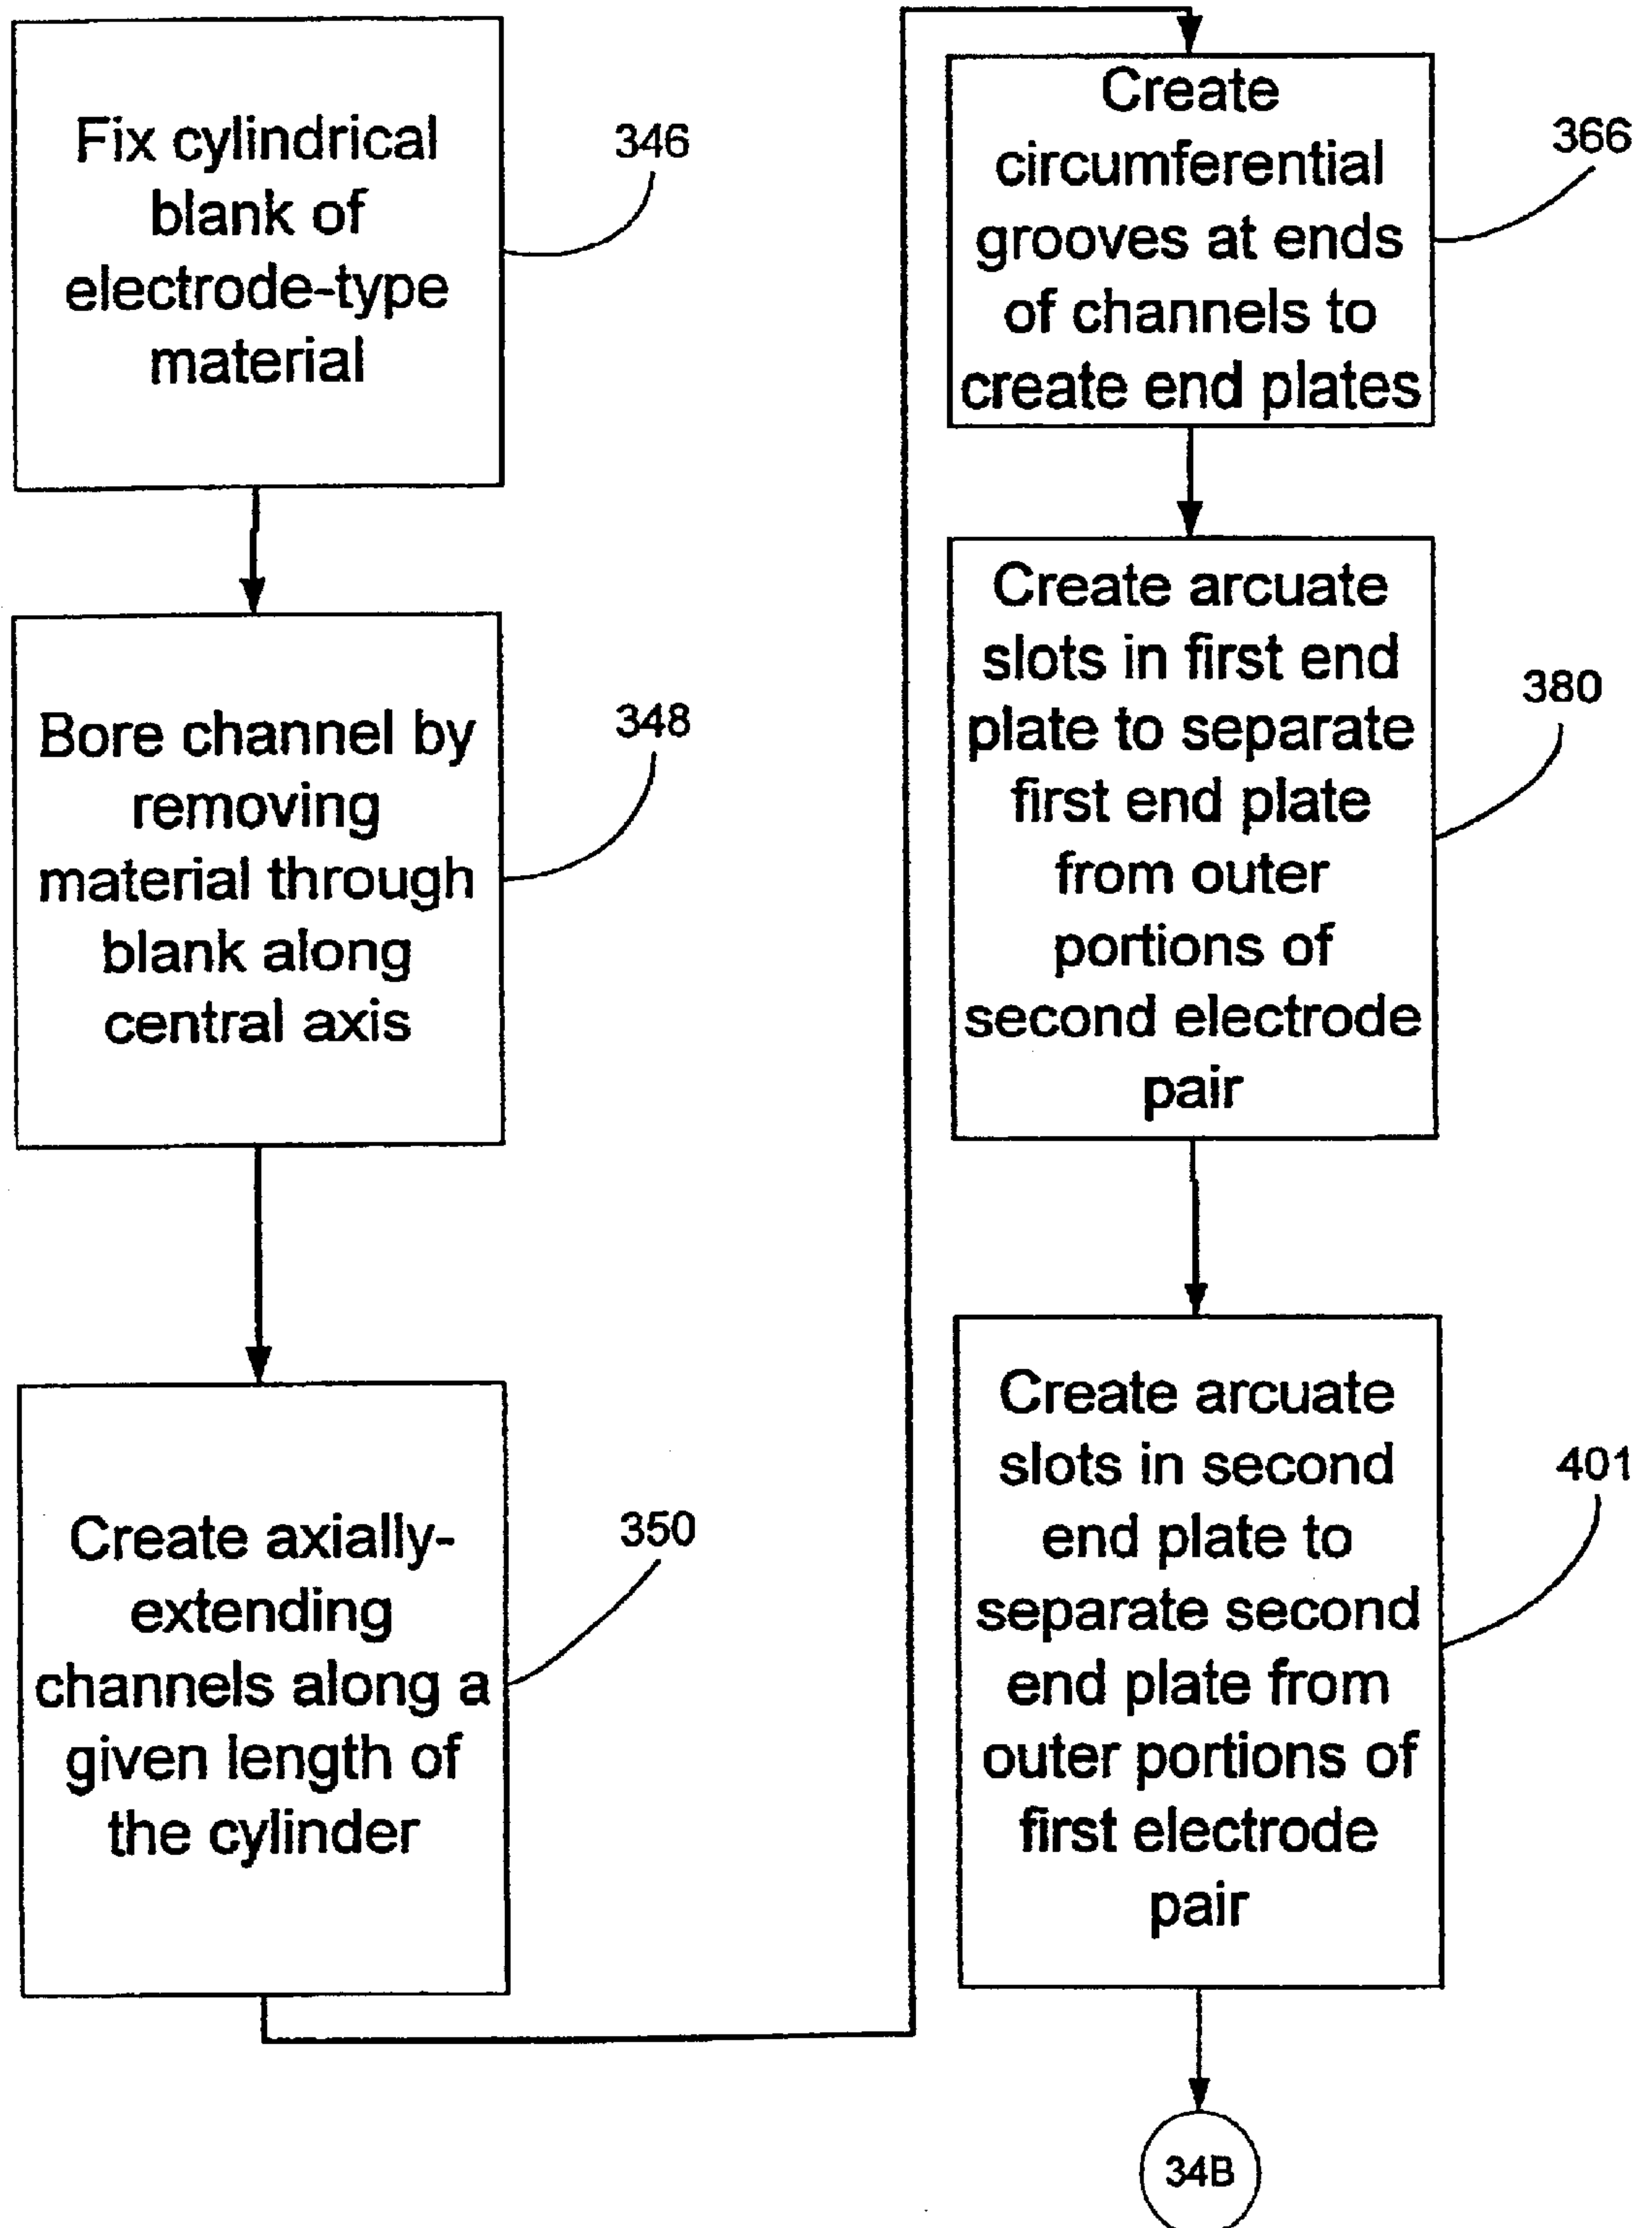 Fix cylindrical
blank of
electrode-type
material
346
Bore channel by
removing
material through
blank along
central axis
348
Create axially-
extending
channels along a
given length of
the cylinder
350
Create
circumferential
grooves at ends
of channels to
create end plates
366
Create arcuate
slots in first end
plate to separate
first end plate
from outer
portions of
second electrode
pair
380
Create arcuate
slots in second
end plate to
separate second
end plate from
outer portions of
first electrode
pair
401
34B